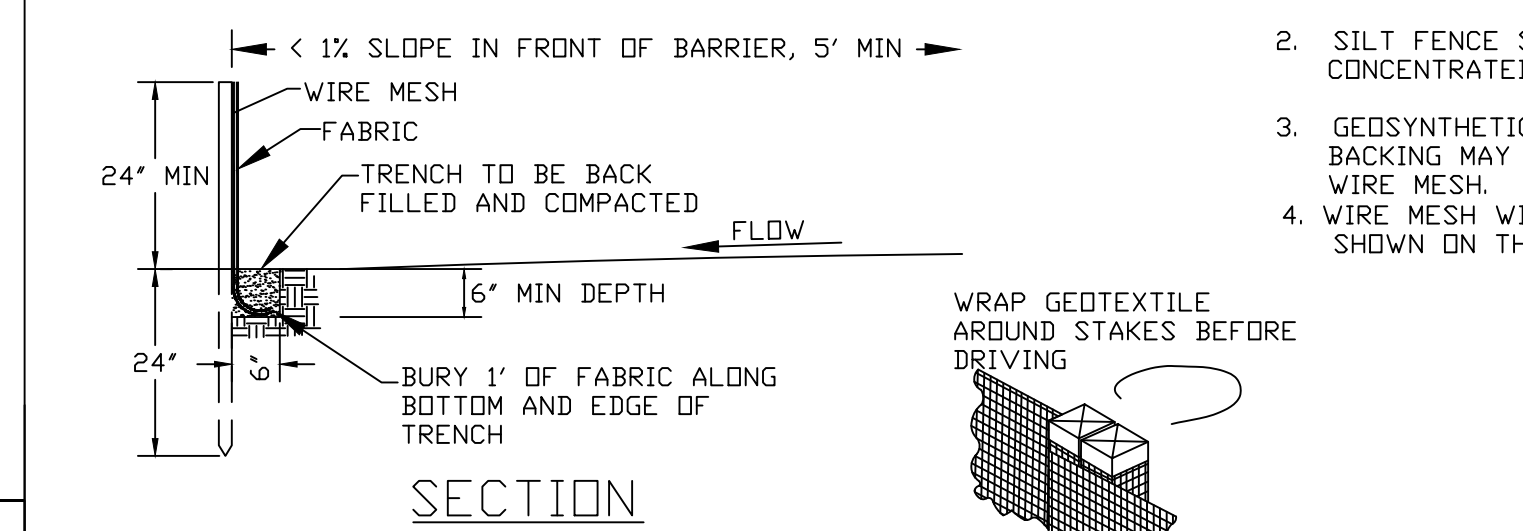 < 1% SLOPE IN FRONT OF BARRIER, 5' MIN
WIRE MESH
FABRIC
24" MIN
TRENCH TO BE BACK
FILLED AND COMPACTED
FLOW
6" MIN DEPTH
24"
6"
BURY 1' OF FABRIC ALONG
BOTTOM AND EDGE OF
TRENCH
SECTION
WRAP GEOTEXTILE
AROUND STAKES BEFORE
DRIVING
2. SILT FENCE
CONCENTRATE
3. GEOSYNTHETIC
BACKING MAY
WIRE MESH.
4. WIRE MESH WI
SHOWN ON TH